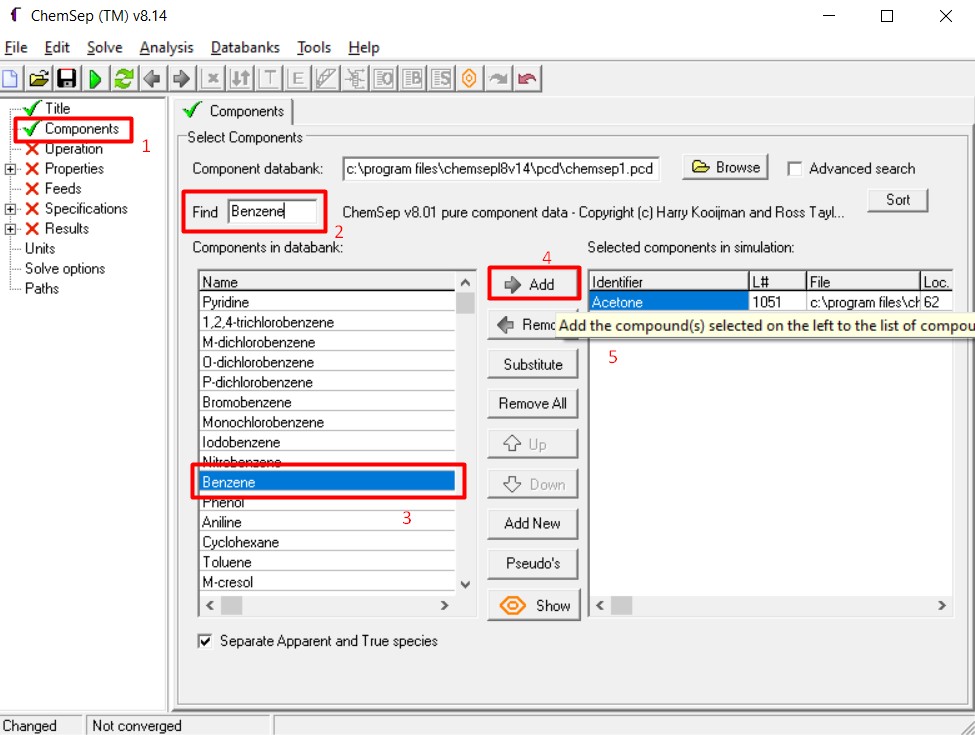 ChemSep (TM) v8.14
File Edit Solve Analysis Databanks Tools Help
Title
Components
1
Operation
Properties
Feeds
Specifications
Results
Units
Solve options
Paths
Components
Select Components
Component databank: c:\program files\chemsepl8v14\pcd\chemsep1.pcd Browse Advanced search
Sort
Find Benzene ChemSep v8.01 pure component data - Copyright (c) Harry Kooijman and Ross Tayl...
2
Components in databank:
Name
Pyridine
1,2,4-trichlorobenzene
M-dichlorobenzene
O-dichlorobenzene
P-dichlorobenzene
Bromobenzene
Monochlorobenzene
Iodobenzene
Nitrobenzene
Benzene
Phenol
3
Aniline
Cyclohexane
Toluene
M-cresol
4
Add
Remo
Substitute
Remove All
Up
Down
Add New
Pseudo's
Show
Selected components in simulation:
Identifier L# File Loc.
Acetone 1051 c:\program files\ch 62
Add the compound(s) selected on the left to the list of compou
5
Separate Apparent and True species
Changed Not converged